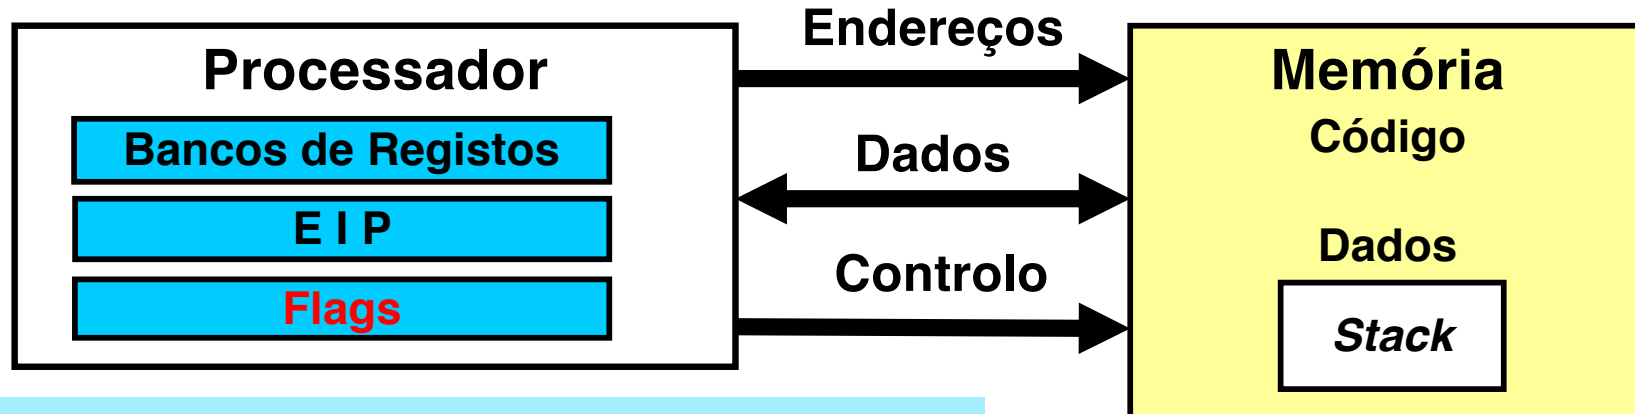 Processador
Bancos de Registos
E I P
Flags
Endereços
Dados
Controlo
Memória
Código
Dados
Stack